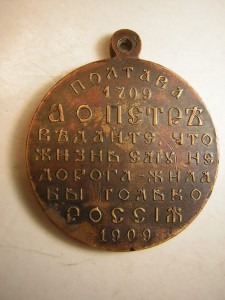 ПОЛТАВА
1709
А О ПЕТРѢ
ВѢДАЙТЕ, ЧТО
ЖИЗНЬ ЕМУ НЕ
ДОРОГА - ЖИЛА
БЫ ТОЛЬКО
РОССІЯ
1909